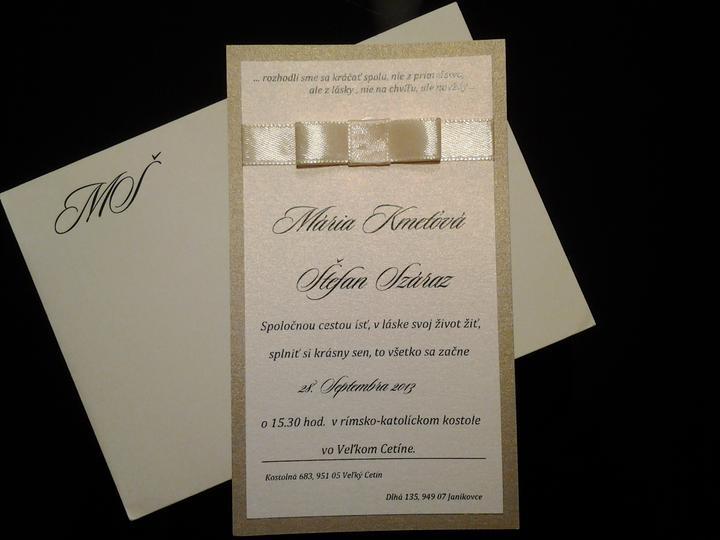 MŠ
... rozhodli sme sa kráčať spolu, nie z prinútenia,
ale z lásky , nie na chvíľu, ale navždy ...
Mária Kmeťová
Štefan Száraz
Spoločnou cestou ísť, v láske svoj život žiť,
splniť si krásny sen, to všetko sa začne
28. Septembra 2013
o 15.30 hod. v rímsko-katolíckom kostole
vo Veľkom Cetíne.
Kostolná 683, 951 05 Veľký Cetín
Dlhá 135, 949 07 Janíkovce